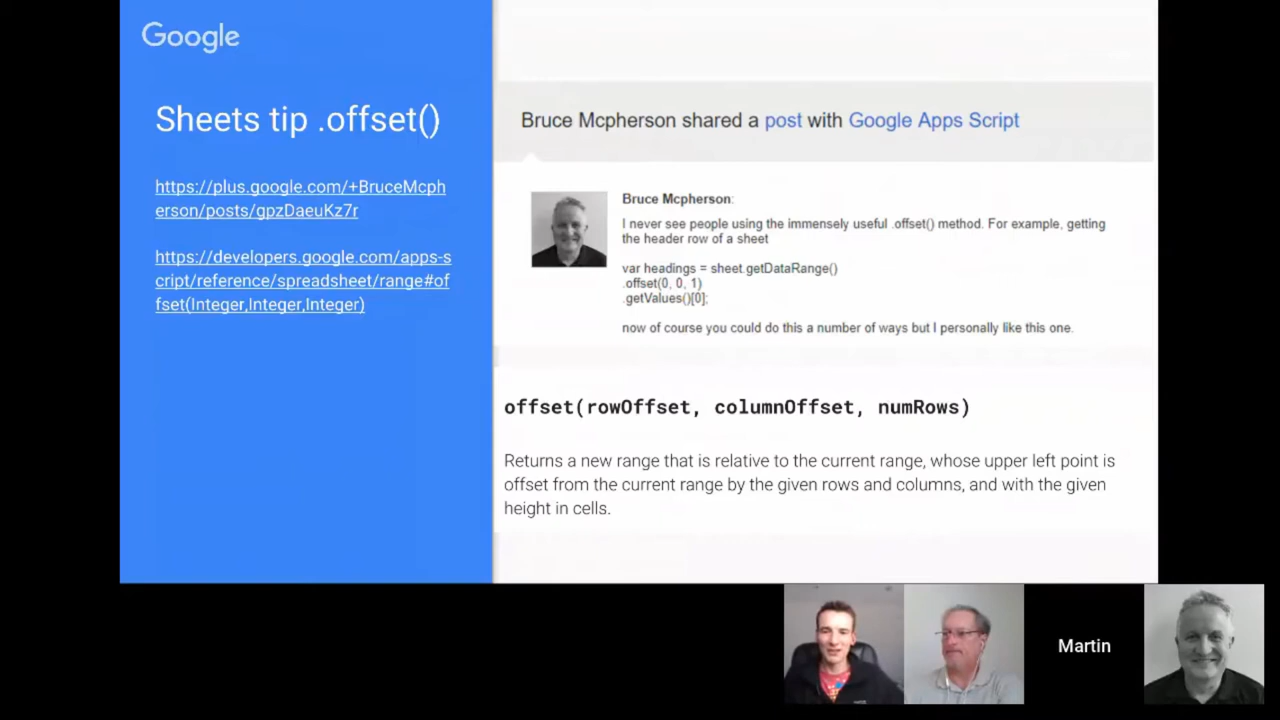 Google
Sheets tip .offset()
https://plus.google.com/+BruceMcph
erson/posts/gpzDaeuKz7r
https://developers.google.com/apps-s
cript/reference/spreadsheet/range#of
fset(Integer,Integer,Integer)
Bruce Mcpherson shared a post with Google Apps Script
Bruce Mcpherson:
I never see people using the immensely useful .offset() method. For example, getting
the header row of a sheet
var headings = sheet.getDataRange()
.offset(0, 0, 1)
.getValues()[0];
now of course you could do this a number of ways but I personally like this one.
offset(rowOffset, columnOffset, numRows)
Returns a new range that is relative to the current range, whose upper left point is
offset from the current range by the given rows and columns, and with the given
height in cells.
Martin